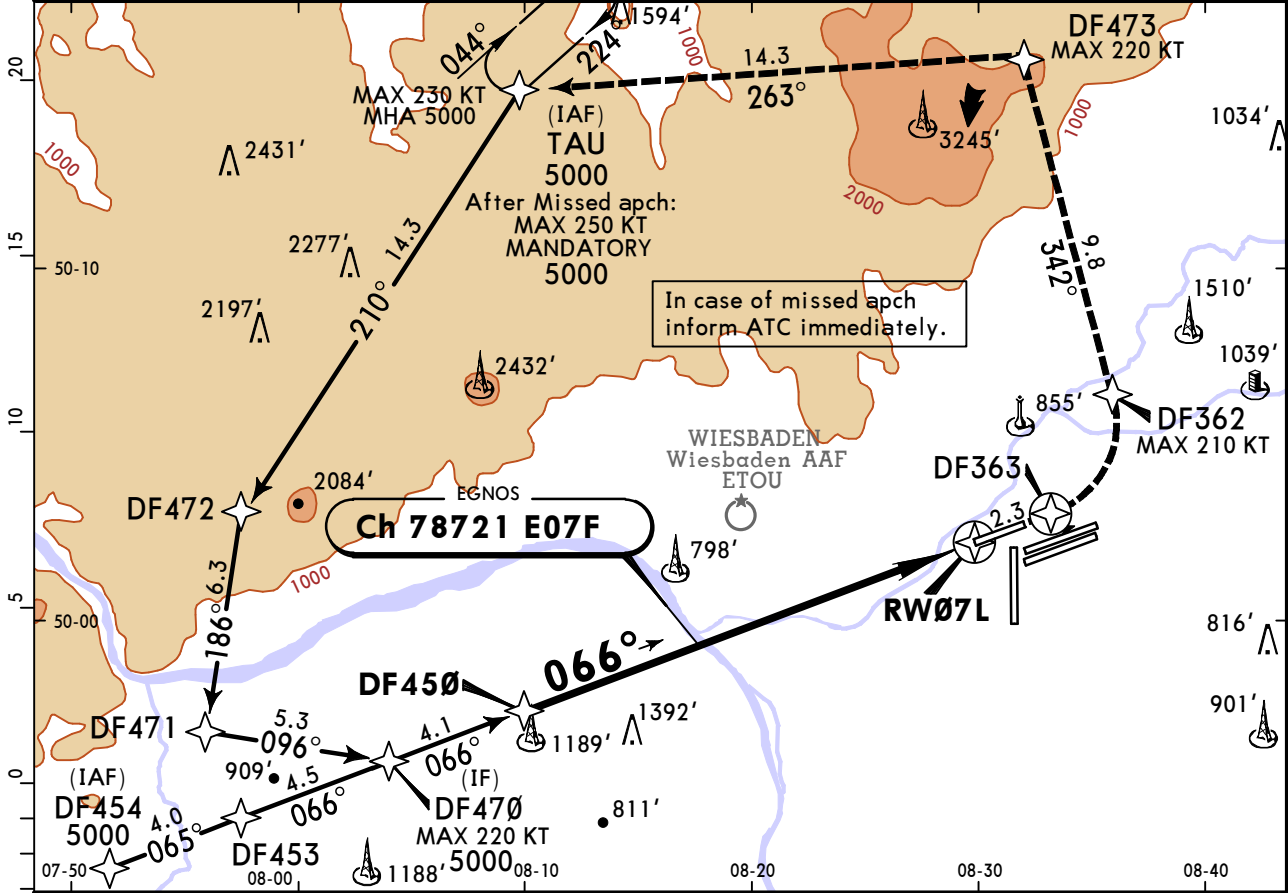 1594'
044°
224°
1000
14.3
263°
DF473
MAX 220 KT
20
MAX 230 KT
MHA 5000
(IAF)
TAU
5000
After Missed apch:
MAX 250 KT
MANDATORY
5000
3245'
1000
1034'
1000
2431'
2000
14.3
210°
2277'
15
50-10
2197'
In case of missed apch
inform ATC immediately.
9.8
342°
1510'
2432'
1039'
10
855'
DF362
MAX 210 KT
WIESBADEN
Wiesbaden AAF
ETOU
DF363
2084'
DF472
EGNOS
Ch 78721 E07F
2.3
798'
1000
6.3
186°
RWØ7L
5
50-00
816'
066°
DF45Ø
DF471
5.3
096°
4.1
066°
1189'
1392'
901'
0
909'
(IAF)
DF454
5000
4.5
066°
(IF)
DF47Ø
MAX 220 KT
5000
811'
4.0
065°
DF453
1188'
07-50
08-00
08-10
08-20
08-30
08-40